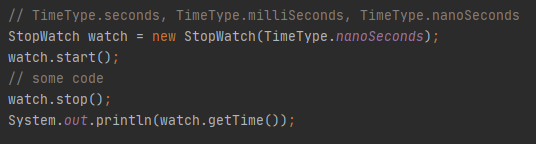 // TimeType.seconds, TimeType.milliSeconds, TimeType.nanoSeconds
StopWatch watch = new StopWatch(TimeType.nanoSeconds);
watch.start();
// some code
watch.stop();
System.out.println(watch.getTime());